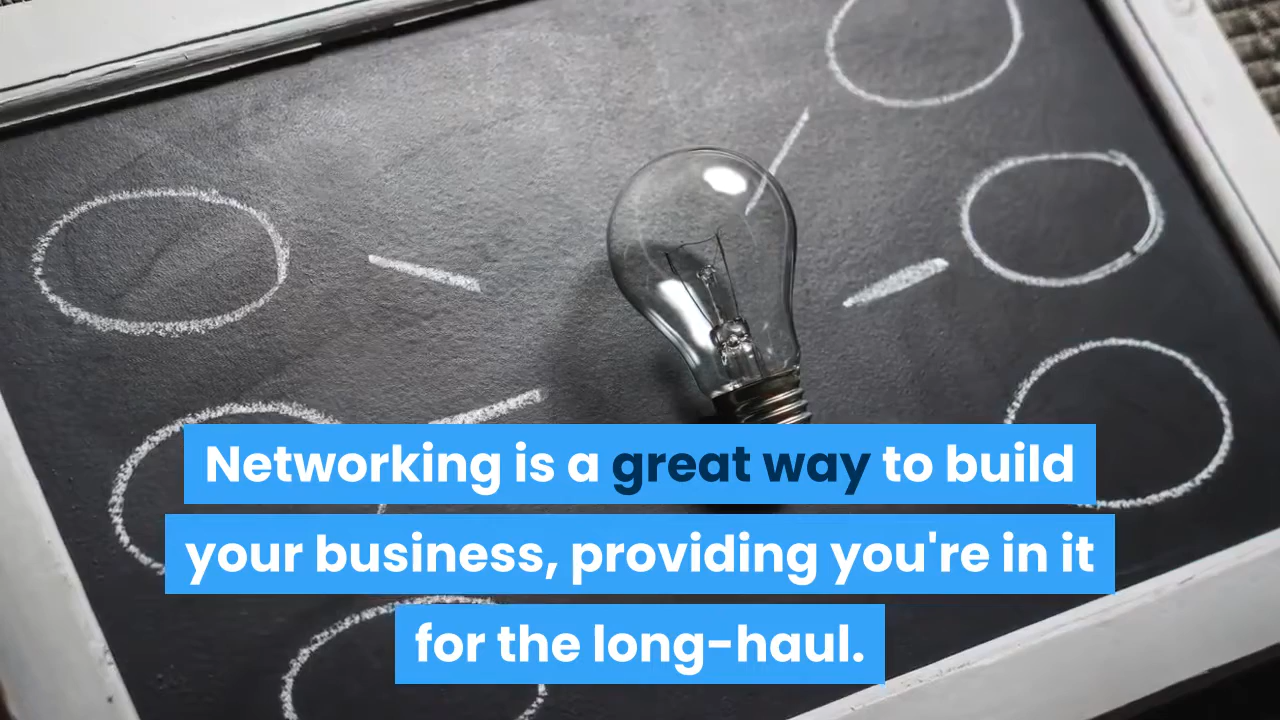 Networking is a great way to build
your business, providing you're in it
for the long-haul.